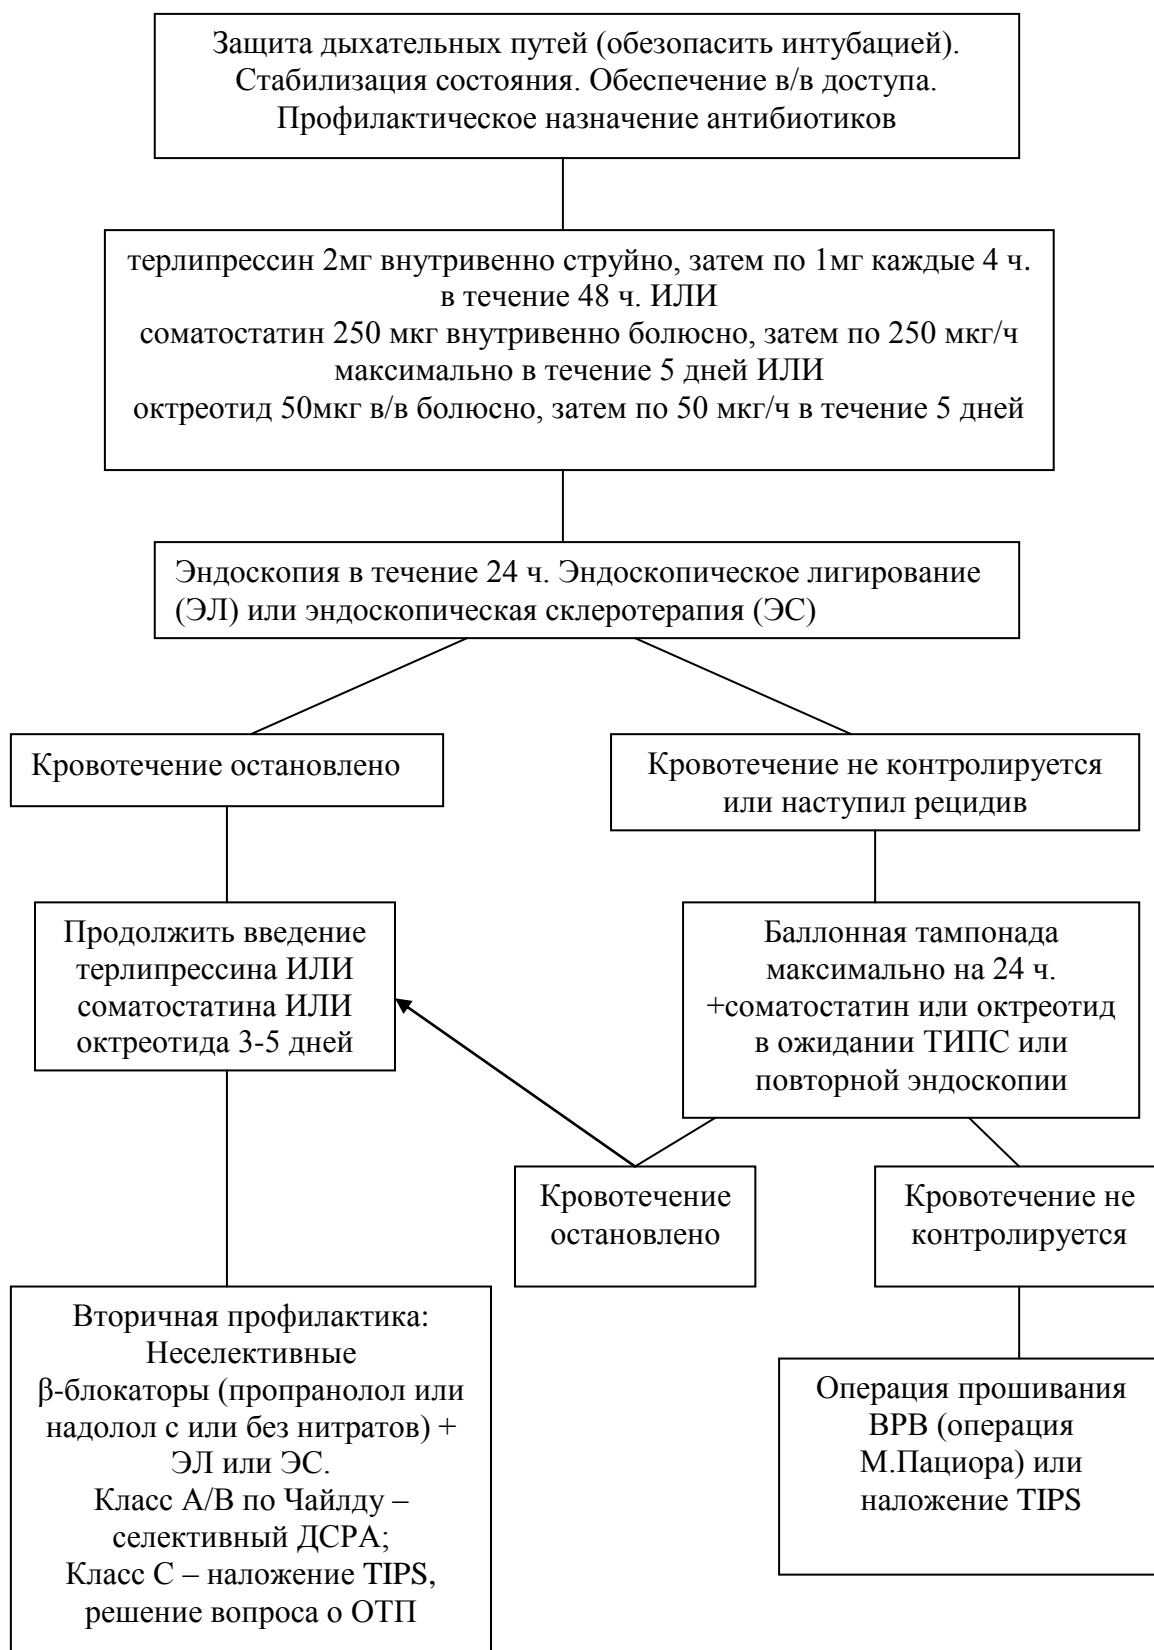 Защита дыхательных путей (обезопасить интубацией).
Стабилизация состояния. Обеспечение в/в доступа.
Профилактическое назначение антибиотиков
терлипрессин 2мг внутривенно струйно, затем по 1мг каждые 4 ч.
в течение 48 ч. ИЛИ
соматостатин 250 мкг внутривенно болюсно, затем по 250 мкг/ч
максимально в течение 5 дней ИЛИ
октреотид 50мкг в/в болюсно, затем по 50 мкг/ч в течение 5 дней
Эндоскопия в течение 24 ч. Эндоскопическое лигирование
(ЭЛ) или эндоскопическая склеротерапия (ЭС)
Кровотечение остановлено
Кровотечение не контролируется
или наступил рецидив
Продолжить введение
терлипрессина ИЛИ
соматостатина ИЛИ
октреотида 3-5 дней
Баллонная тампонада
максимально на 24 ч.
+соматостатин или октреотид
в ожидании ТИПС или
повторной эндоскопии
Кровотечение
остановлено
Кровотечение не
контролируется
Вторичная профилактика:
Неселективные
β-блокаторы (пропранолол или
надолол с или без нитратов) +
ЭЛ или ЭС.
Класс А/В по Чайлду –
селективный ДСРА;
Класс С – наложение TIPS,
решение вопроса о ОТП
Операция прошивания
ВРВ (операция
М.Пациора) или
наложение TIPS